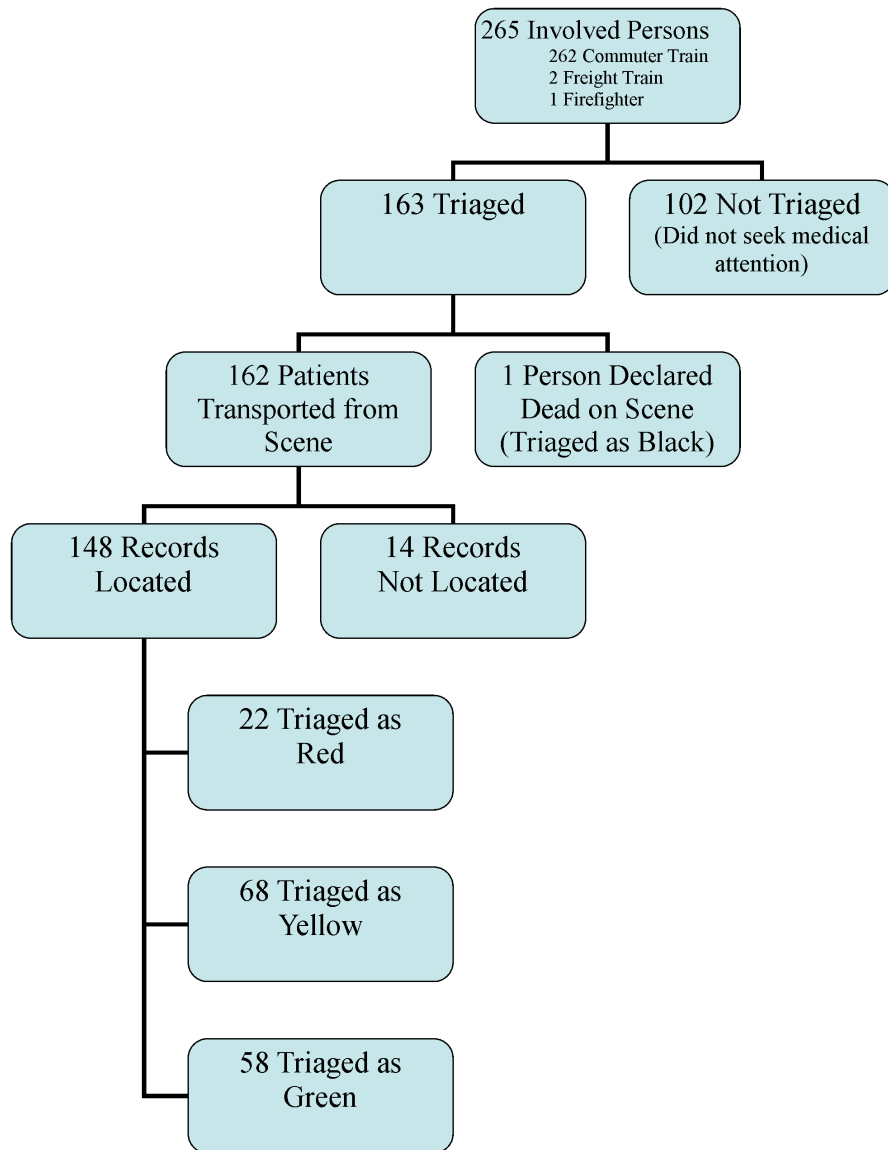 265 Involved Persons
262 Commuter Train
2 Freight Train
1 Firefighter
163 Triaged
102 Not Triaged
(Did not seek medical
attention)
162 Patients
Transported from
Scene
1 Person Declared
Dead on Scene
(Triaged as Black)
148 Records
Located
14 Records
Not Located
22 Triaged as
Red
68 Triaged as
Yellow
58 Triaged as
Green